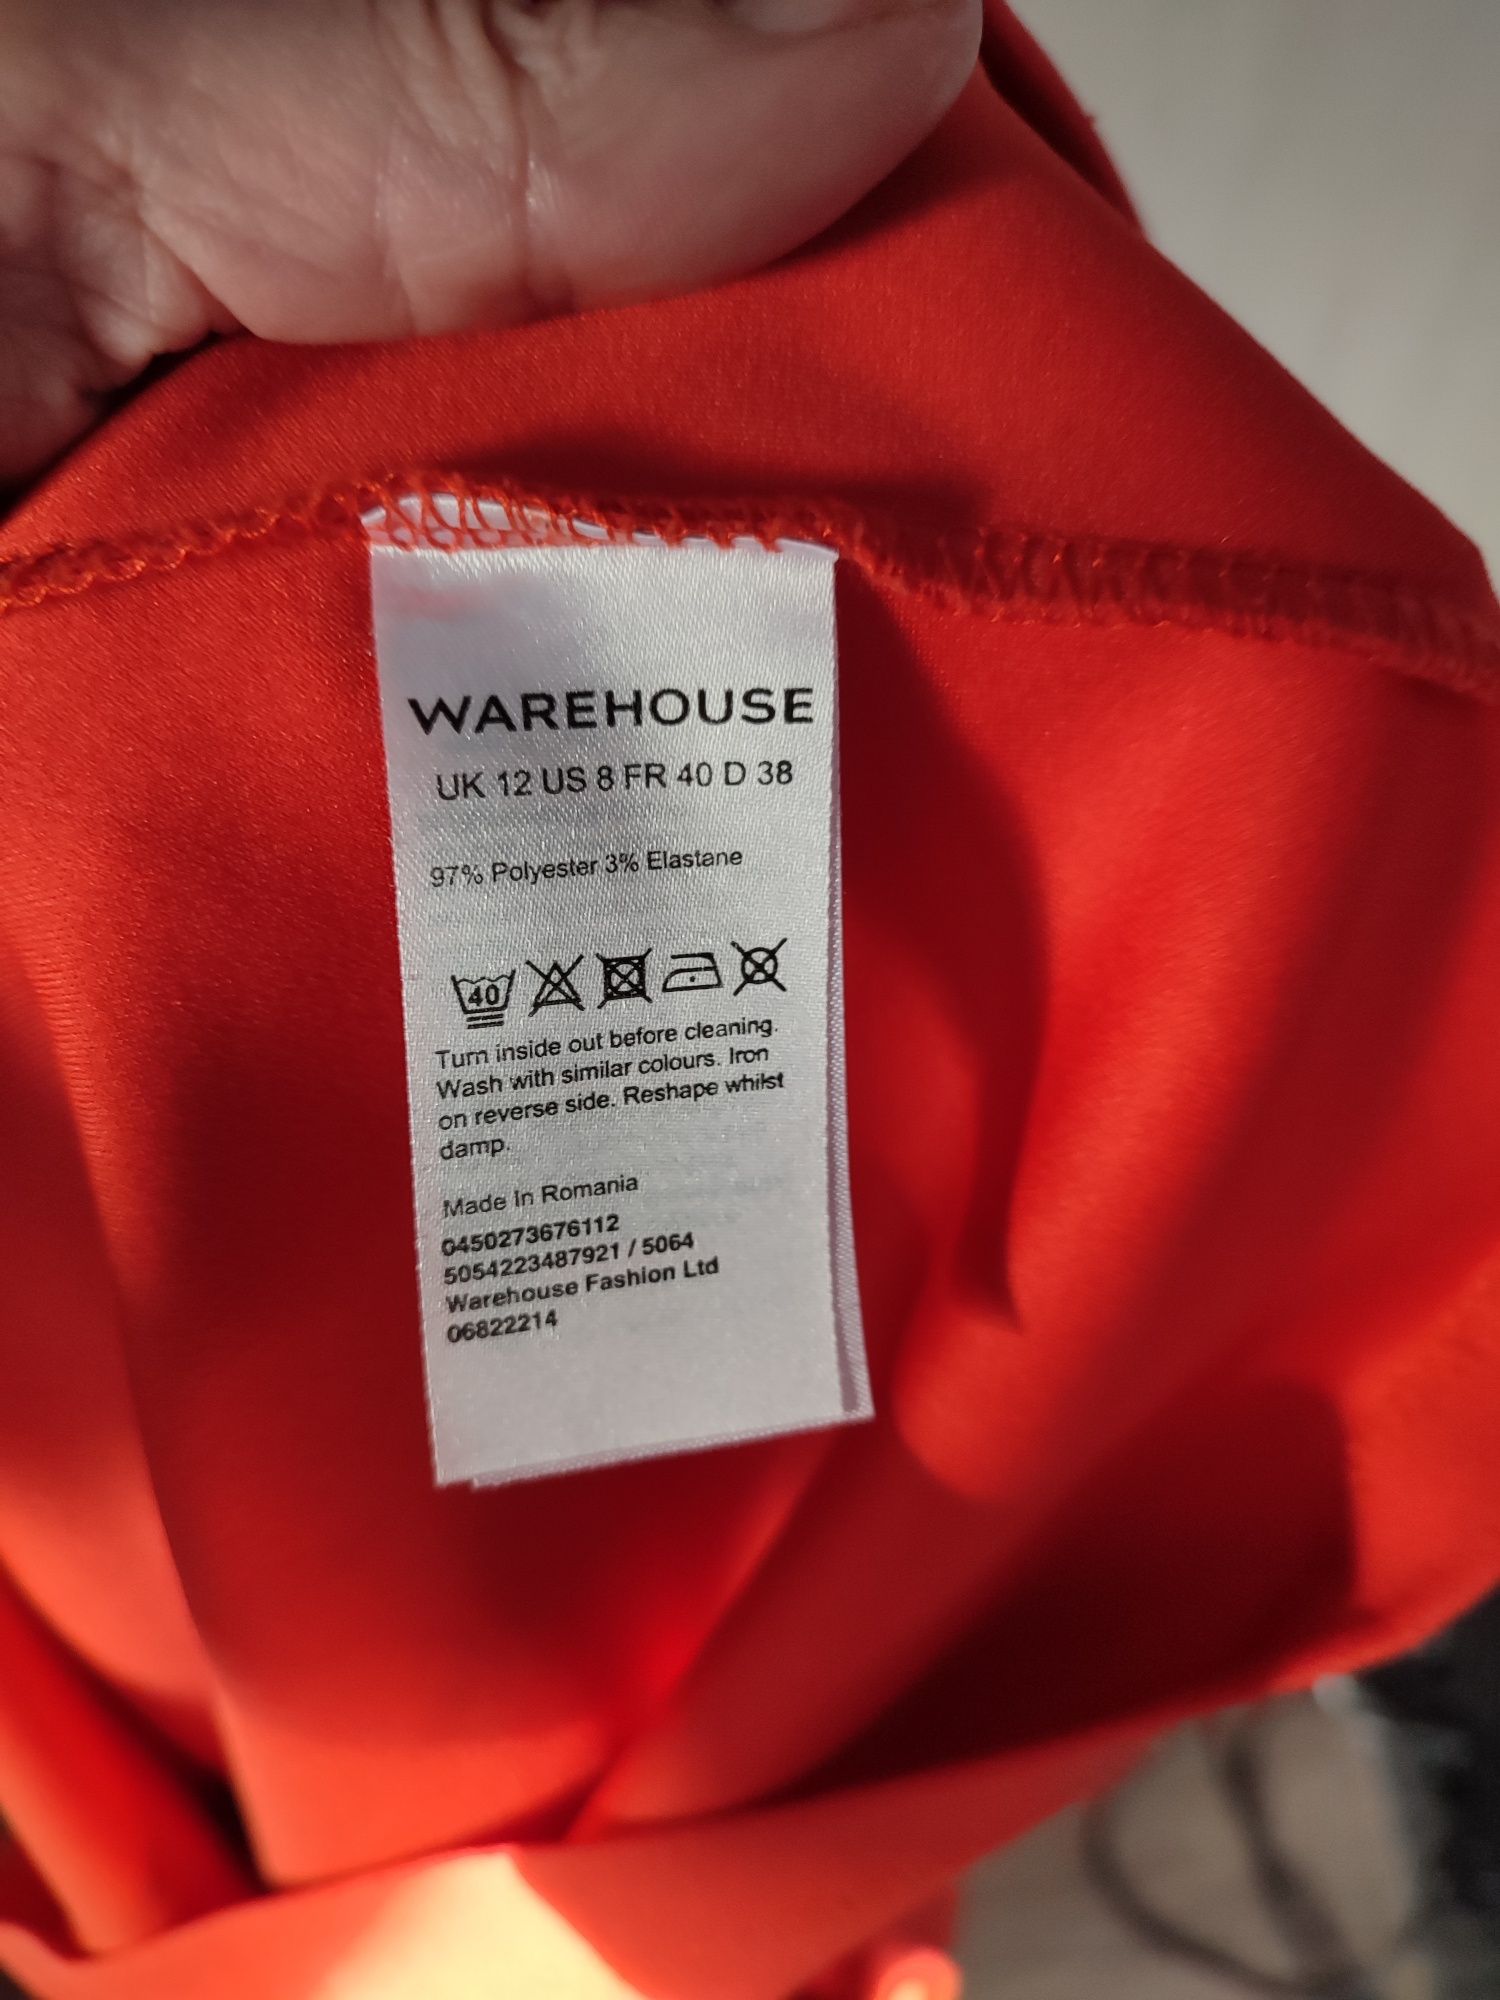 WAREHOUSE
UK 12 US 8 FR 40 D 38
97% Polyester 3% Elastane
40
Turn inside out before cleaning.
Wash with similar colours. Iron
on reverse side. Reshape whilst
damp.
Made In Romania
0450273676112
5054223487921 / 5064
Warehouse Fashion Ltd
06822214